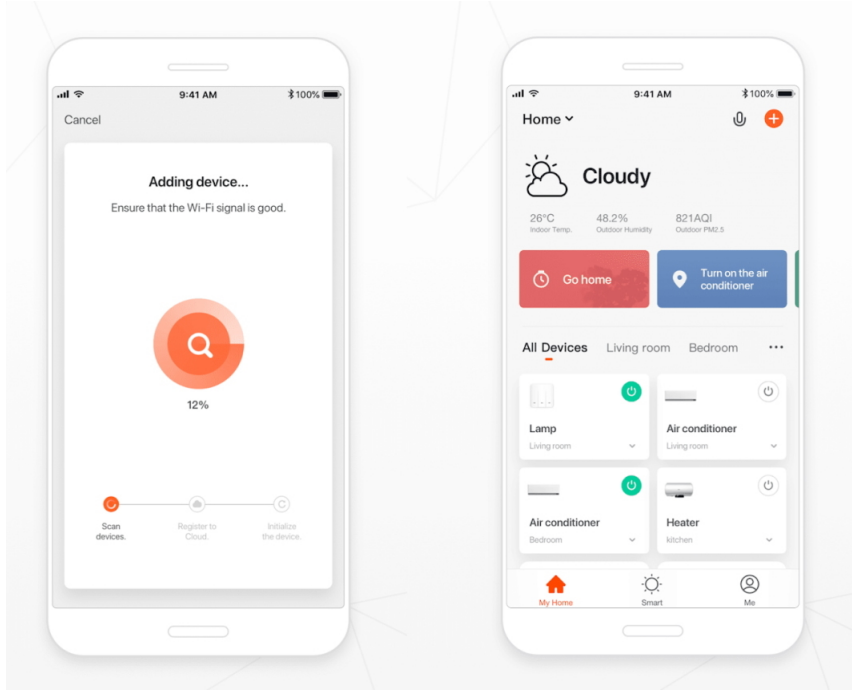 9:41 AM
100%
Cancel
Adding device...
Ensure that the Wi-Fi signal is good.
12%
Scan
devices.
Register to
Cloud.
Initialize
the device.
9:41 AM
100%
Home
Cloudy
26°C
48.2%
821AQI
Indoor Temp.
Outdoor Humidity
Outdoor PM2.5
Go home
Turn on the air
conditioner
All Devices
Living room
Bedroom
Lamp
Living room
Air conditioner
Living room
Air conditioner
Bedroom
Heater
kitchen
My Home
Smart
Me